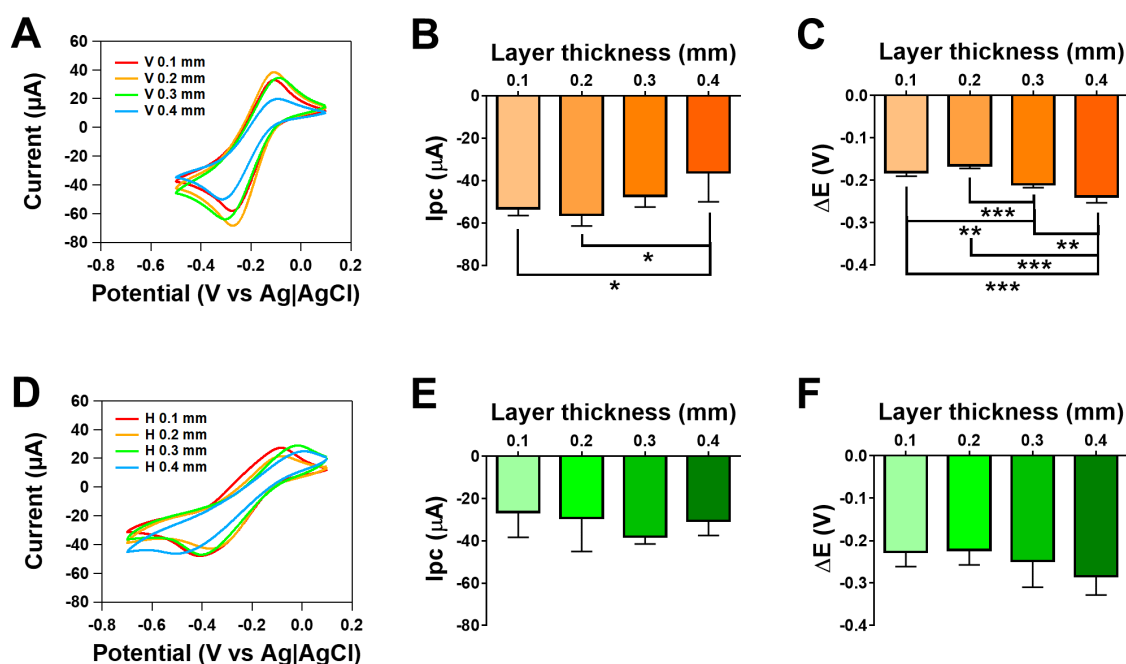 A
60
40
20
0
-20
-40
-60
-80
-0.8 -0.6 -0.4 -0.2 0.0 0.2
Current (µA)
Potential (V vs Ag|AgCl)
V 0.1 mm
V 0.2 mm
V 0.3 mm
V 0.4 mm
B
Layer thickness (mm)
0.1 0.2 0.3 0.4
0
-20
-40
-60
-80
Ipc (µA)
*
*
C
Layer thickness (mm)
0.1 0.2 0.3 0.4
0.0
-0.1
-0.2
-0.3
-0.4
ΔE (V)
***
**
**
***
***
D
60
40
20
0
-20
-40
-60
-80
-0.8 -0.6 -0.4 -0.2 0.0 0.2
Current (µA)
Potential (V vs Ag|AgCl)
H 0.1 mm
H 0.2 mm
H 0.3 mm
H 0.4 mm
E
Layer thickness (mm)
0.1 0.2 0.3 0.4
0
-20
-40
-60
-80
Ipc (µA)
F
Layer thickness (mm)
0.1 0.2 0.3 0.4
0.0
-0.1
-0.2
-0.3
-0.4
ΔE (V)